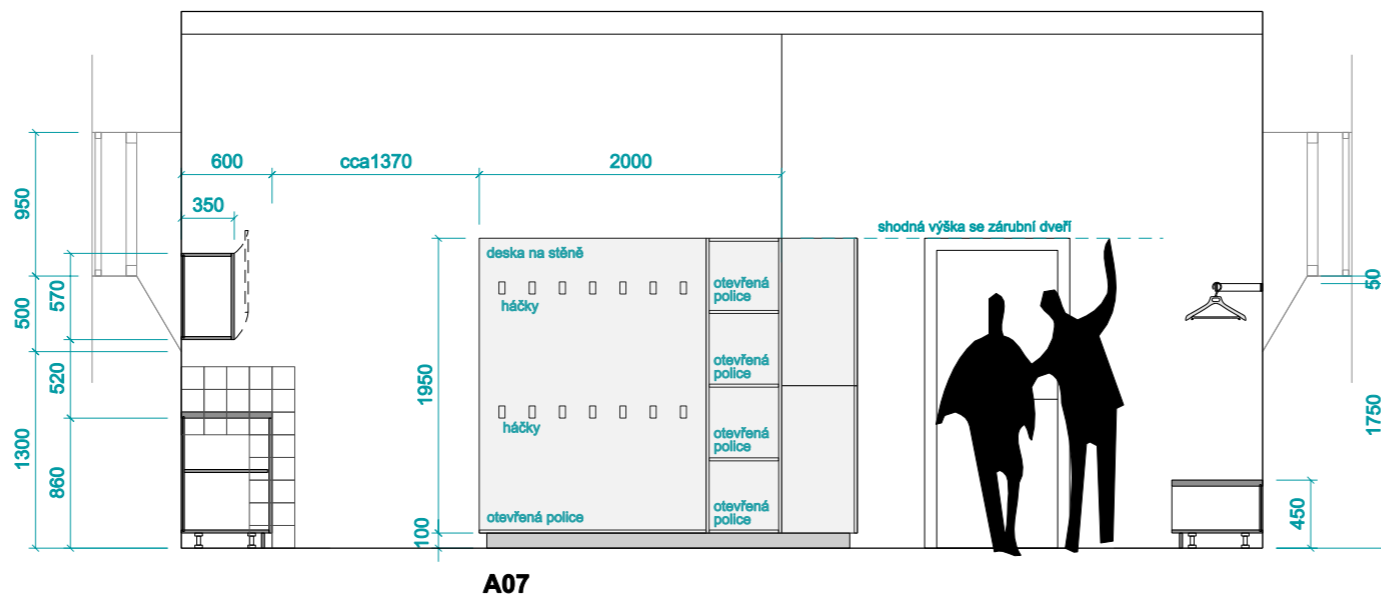 600
cca1370
2000
350
shodná výška se zárubní dveří
950
500
1300
570
520
860
deska na stěně
háčky
háčky
otevřená police
1950
100
otevřená
police
otevřená
police
otevřená
police
otevřená
police
50
1750
450
A07